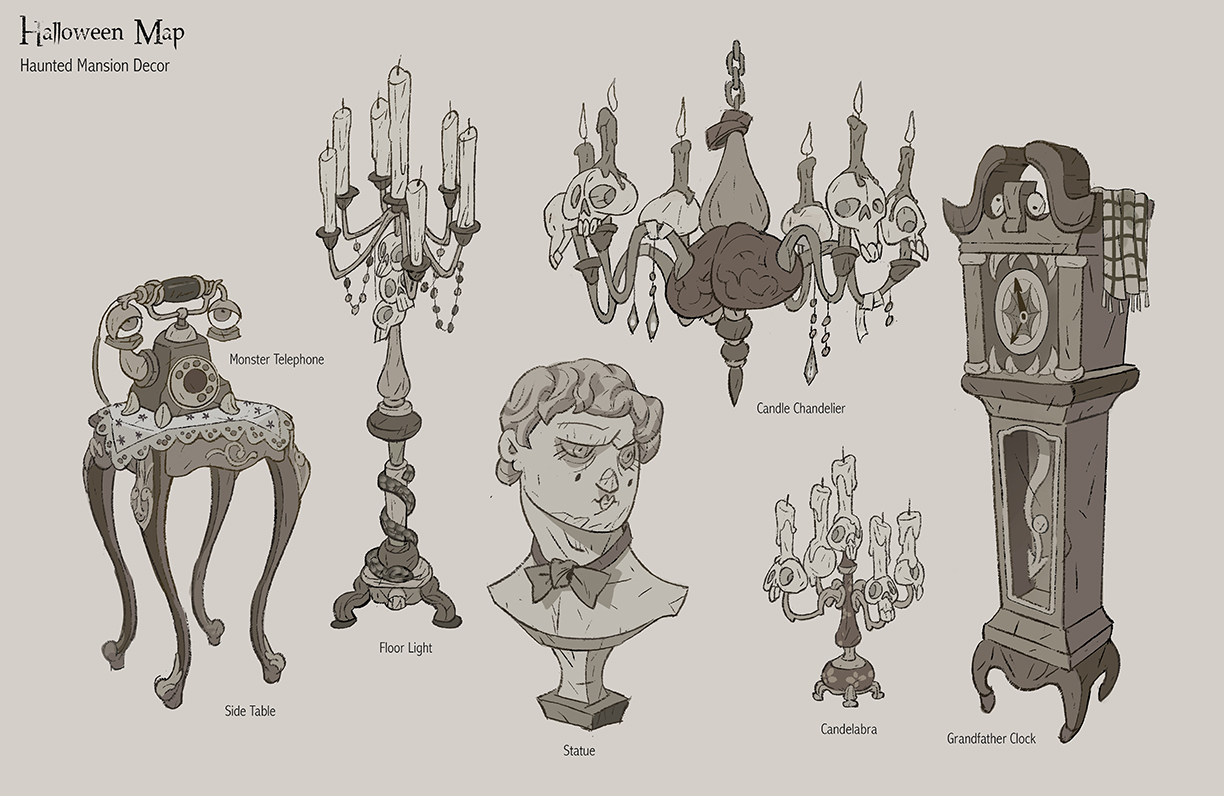 Halloween Map
Haunted Mansion Decor
Monster Telephone
Candle Chandelier
Floor Light
Side Table
Statue
Candelabra
Grandfather Clock